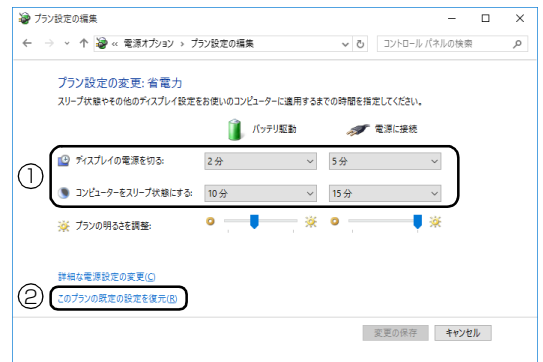 プラン設定の編集
« 電源オプション › プラン設定の編集
コントロール パネルの検索
プラン設定の変更: 省電力
スリープ状態やその他のディスプレイ設定をお使いのコンピューターに適用するまでの時間を指定してください。
バッテリ駆動 電源に接続
① ディスプレイの電源を切る: 2 分 5 分
コンピューターをスリープ状態にする: 10 分 15 分
プランの明るさを調整:
詳細な電源設定の変更(C)
② このプランの既定の設定を復元(R)
変更の保存 キャンセル